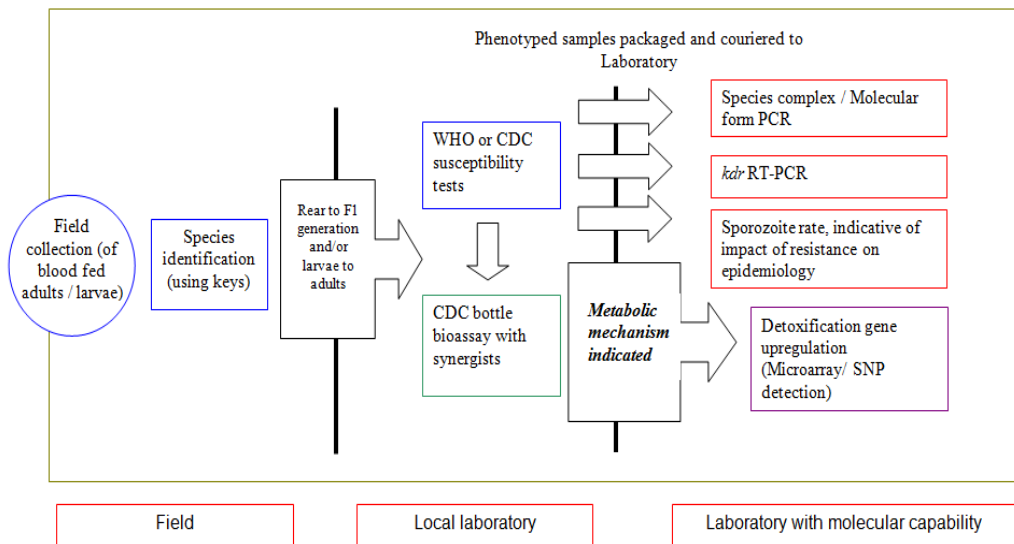 Phenotyped samples packaged and couriered to
Laboratory
Field
collection (of
blood fed
adults / larvae)
Species
identification
(using keys)
Rear to F1
generation
and/or
larvae to
adults
WHO or CDC
susceptibility
tests
CDC bottle
bioassay with
synergists
Metabolic
mechanism
indicated
Species complex / Molecular
form PCR
kdr RT-PCR
Sporozoite rate, indicative of
impact of resistance on
epidemiology
Detoxification gene
upregulation
(Microarray/ SNP
detection)
Field
Local laboratory
Laboratory with molecular capability